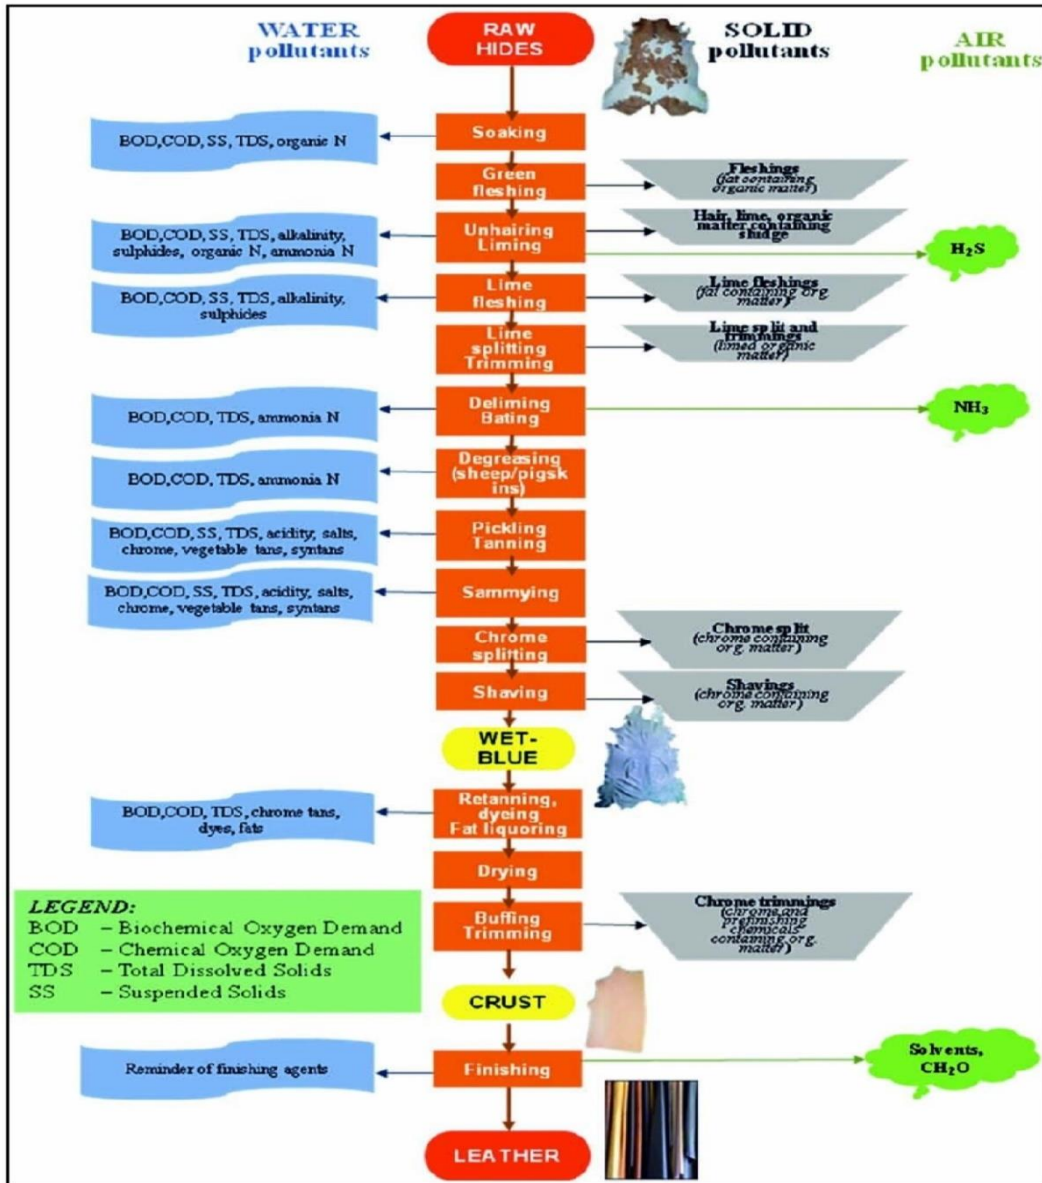 WATER
pollutants
RAW
HIDES
SOLID
pollutants
AIR
pollutants
BOD,COD, SS, TDS, organic N
Soaking
Green
fleshing
Fleshings
(fat containing
organic matter)
BOD,COD, SS, TDS, alkalinity,
sulphides, organic N, ammonia N
Unhairing
Liming
Hair, lime, organic
matter containing
sludge
H₂S
BOD,COD, SS, TDS, alkalinity,
sulphides
Lime
fleshing
Lime fleshings
(fat containing org.
matter)
Lime
splitting
Trimming
Lime split and
trimmings
(limed organic
matter)
BOD,COD, TDS, ammonia N
Deliming
Bating
NH₃
BOD,COD, TDS, ammonia N
Degreasing
(sheep/pigsk
ins)
BOD,COD, SS, TDS, acidity, salts,
chrome, vegetable tans, syntans
Pickling
Tanning
BOD,COD, SS, TDS, acidity, salts,
chrome, vegetable tans, syntans
Sammying
Chrome
splitting
Chrome split
(chrome containing
org. matter)
Shaving
Shavings
(chrome containing
org. matter)
WET-
BLUE
BOD,COD, TDS, chrome tans,
dyes, fats
Retanning,
dyeing
Fat liquoring
Drying
LEGEND:
BOD – Biochemical Oxygen Demand
COD – Chemical Oxygen Demand
TDS – Total Dissolved Solids
SS – Suspended Solids
Buffing
Trimming
Chrome trimmings
(chrome and
prefinishing
chemicals
containing org.
matter)
CRUST
Reminder of finishing agents
Finishing
Solvents,
CH₂O
LEATHER